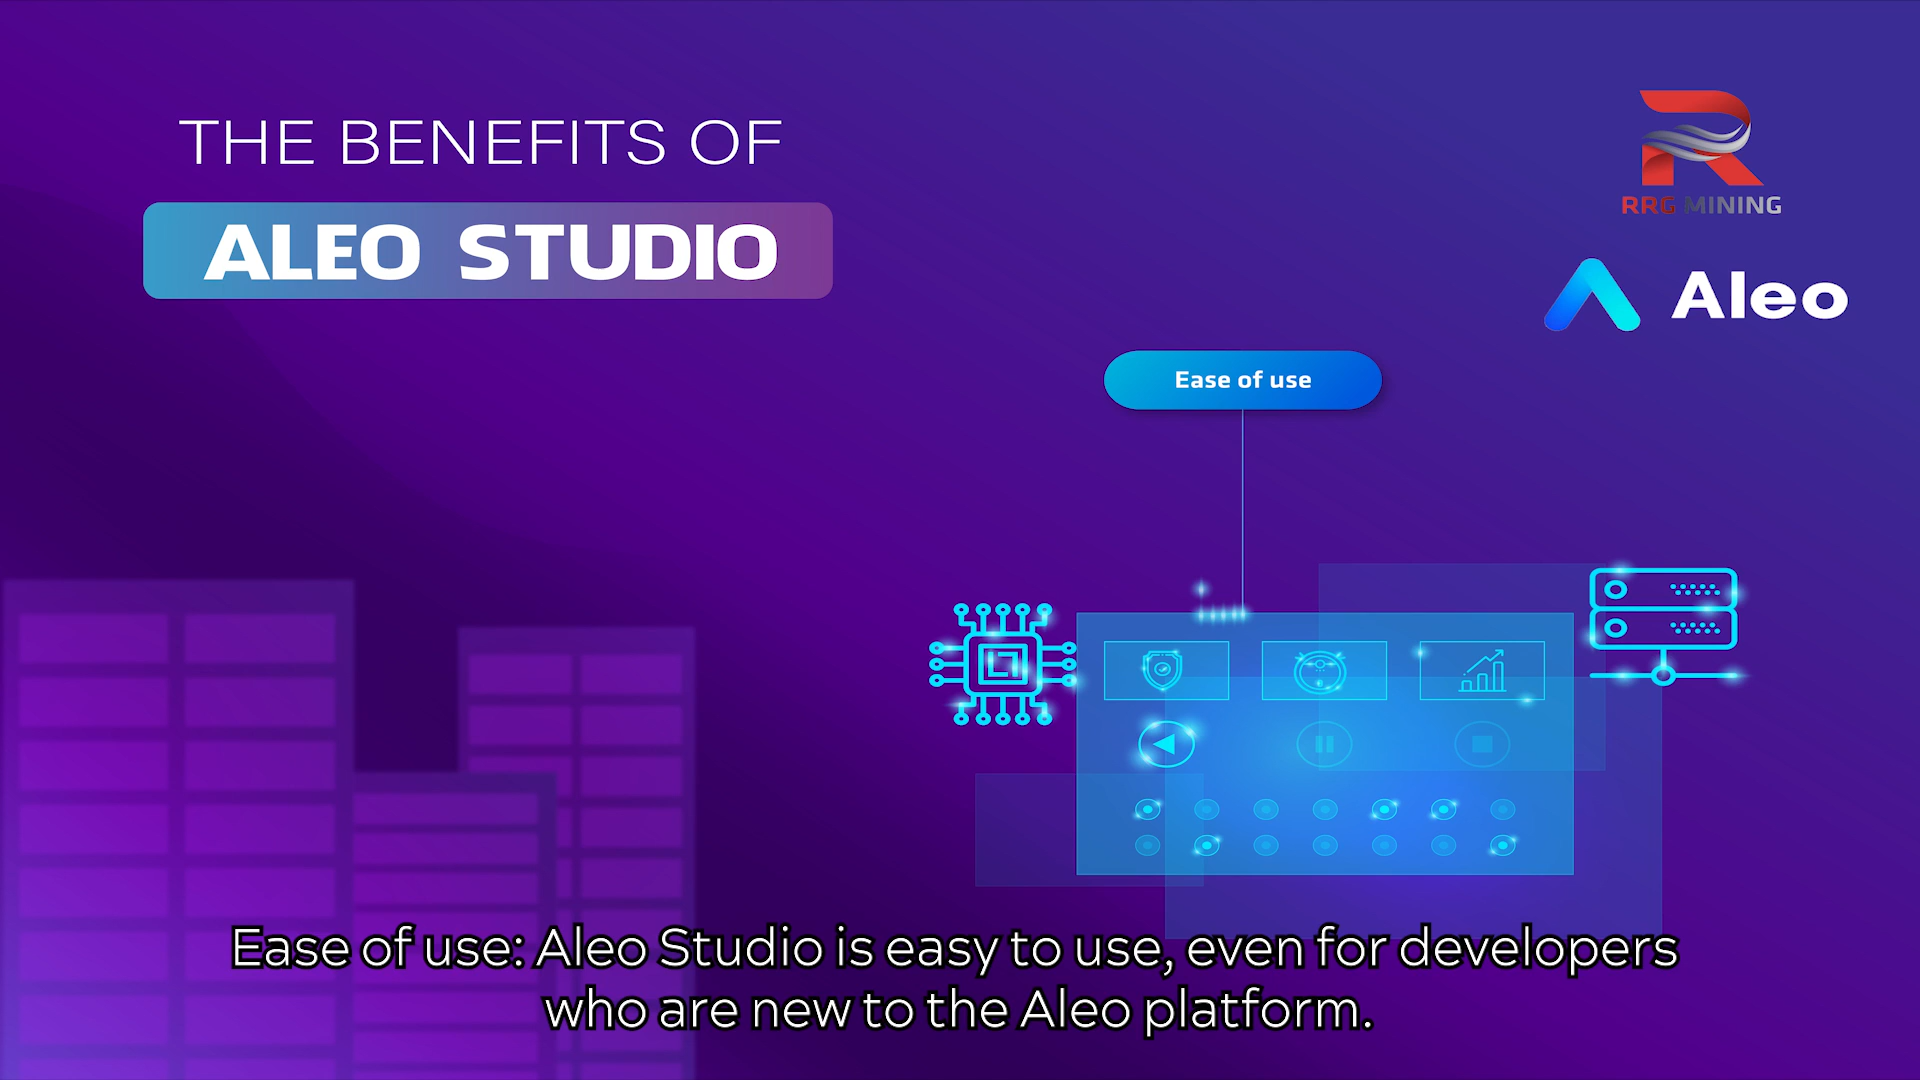 THE BENEFITS OF
ALEO STUDIO
RRG MINING
Aleo
Ease of use
Ease of use: Aleo Studio is easy to use, even for developers
who are new to the Aleo platform.